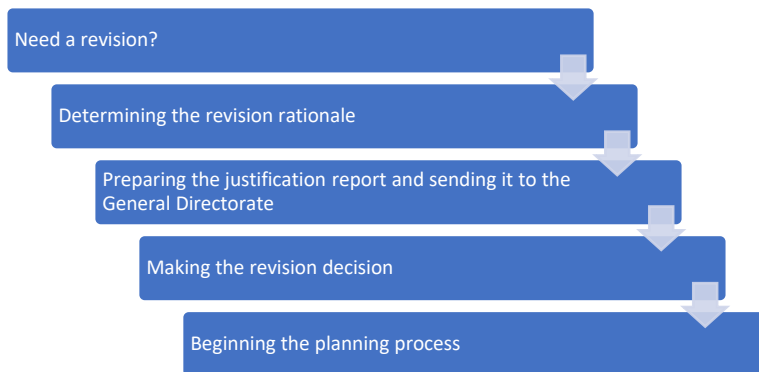 Need a revision?
Determining the revision rationale
Preparing the justification report and sending it to the
General Directorate
Making the revision decision
Beginning the planning process